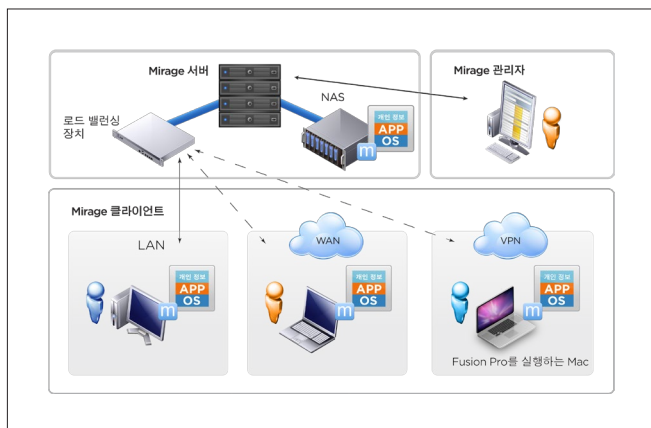 Mirage 서버
로드 밸런싱
장치
NAS
개인 정보
APP
OS
m
Mirage 관리자
Mirage 클라이언트
LAN
개인 정보
APP
OS
m
WAN
개인 정보
APP
OS
m
VPN
개인 정보
APP
OS
m
Fusion Pro를 실행하는 Mac